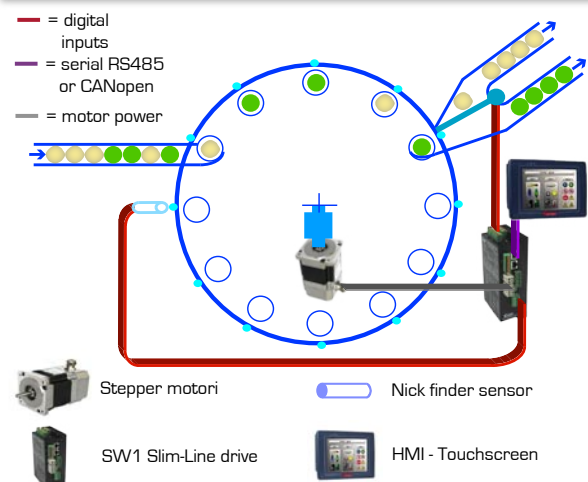 = digital
inputs
= serial RS485
or CANopen
= motor power
Stepper motori
Nick finder sensor
SW1 Slim-Line drive
HMI - Touchscreen